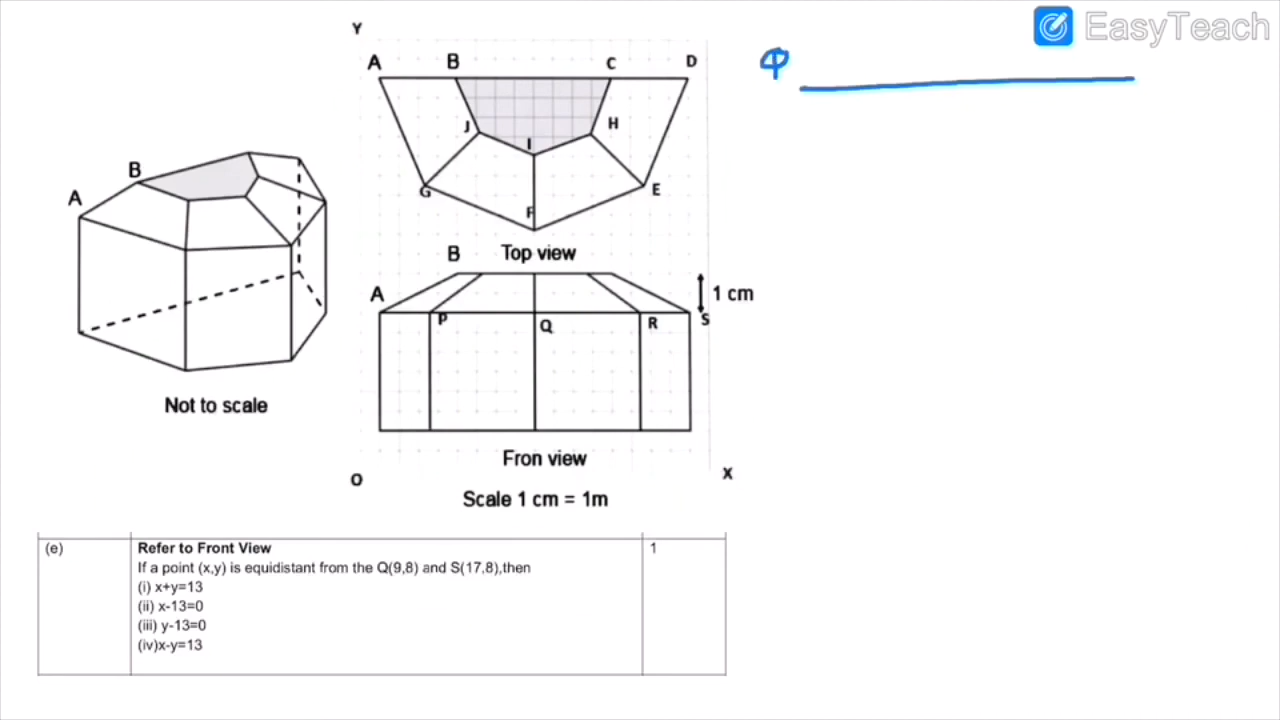 EasyTeach
Y
A B C D
J H
I
G E
F
Top view
B
A
1 cm
P Q R S
Fron view
O X
Scale 1 cm = 1m
B
A
Not to scale
(e) Refer to Front View 1
If a point (x,y) is equidistant from the Q(9,8) and S(17,8),then
(i) x+y=13
(ii) x-13=0
(iii) y-13=0
(iv)x-y=13